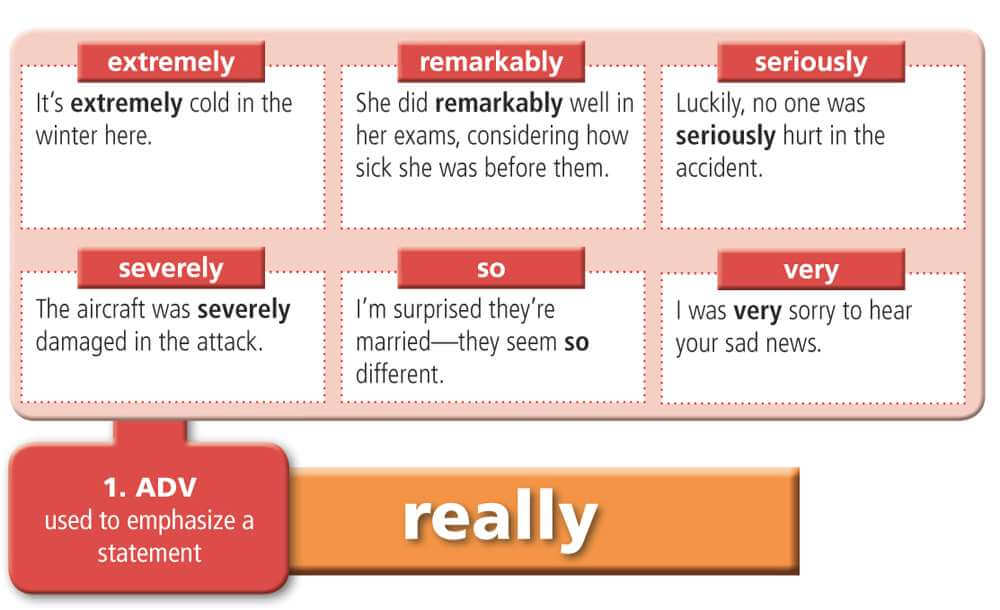 extremely
It's extremely cold in the
winter here.
remarkably
She did remarkably well in
her exams, considering how
sick she was before them.
seriously
Luckily, no one was
seriously hurt in the
accident.
severely
The aircraft was severely
damaged in the attack.
so
I'm surprised they're
married—they seem so
different.
very
I was very sorry to hear
your sad news.
1. ADV
used to emphasize a
statement
really